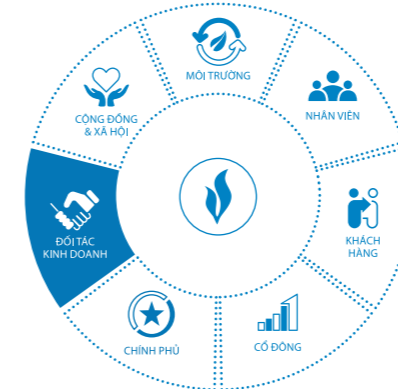 MÔI TRƯỜNG
NHÂN VIÊN
KHÁCH
HÀNG
CỔ ĐÔNG
CHÍNH PHỦ
ĐỐI TÁC
KINH DOANH
CỘNG ĐỒNG
& XÃ HỘI